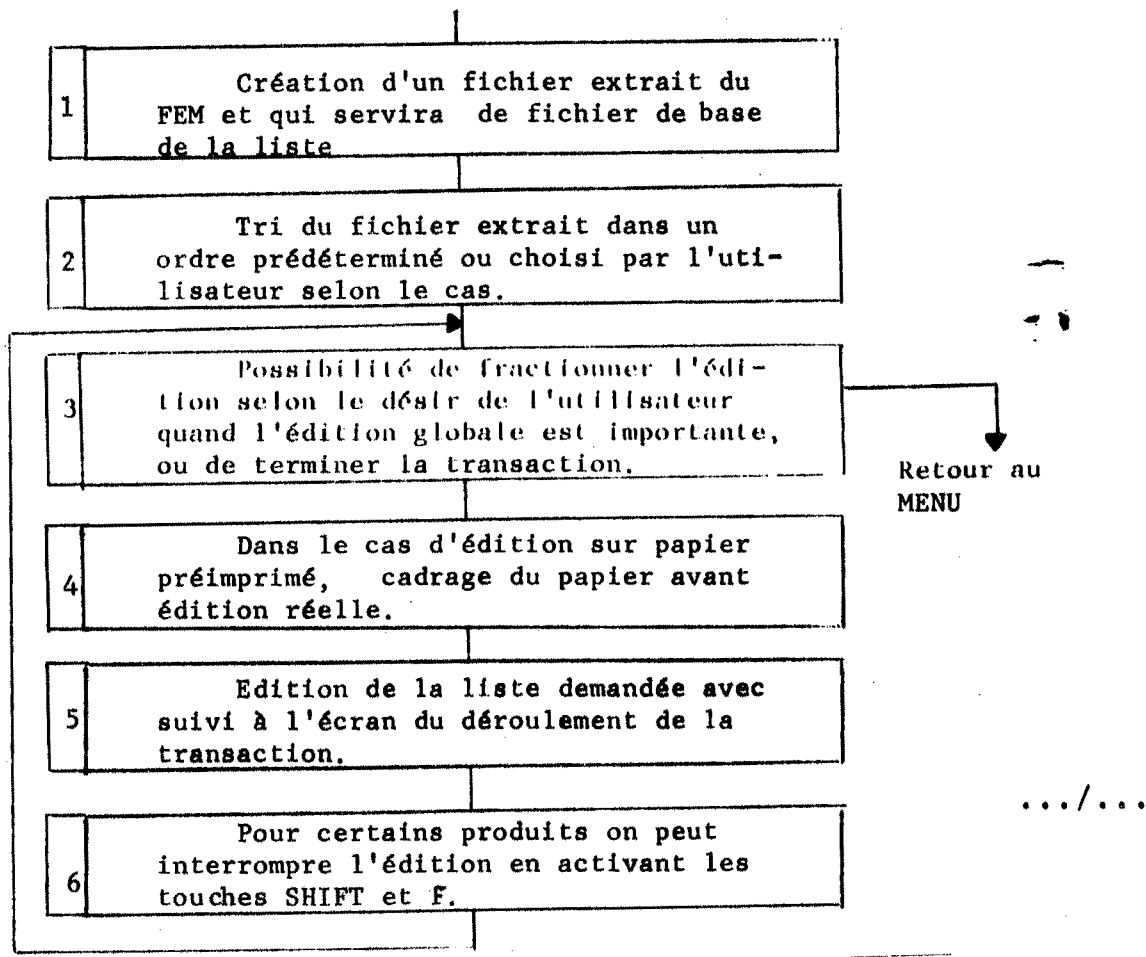 1
Création d'un fichier extrait du
FEM et qui servira de fichier de base
de la liste
2
Tri du fichier extrait dans un
ordre prédéterminé ou choisi par l'uti-
lisateur selon le cas.
3
Possibilité de fractionner l'édi-
tion selon le désir de l'utilisateur
quand l'édition globale est importante,
ou de terminer la transaction.
Retour au
MENU
4
Dans le cas d'édition sur papier
préimprimé, cadrage du papier avant
édition réelle.
5
Edition de la liste demandée avec
suivi à l'écran du déroulement de la
transaction.
.../...
6
Pour certains produits on peut
interrompre l'édition en activant les
touches SHIFT et F.